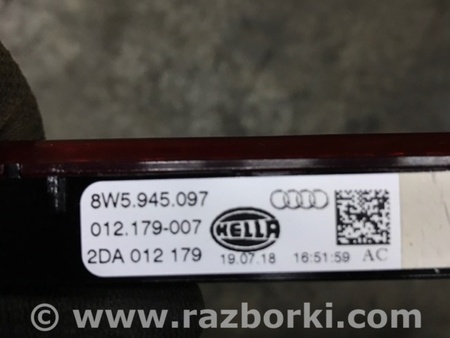 8W5.945.097
012.179-007
HELLA
2DA 012 179
19.07.18
16:51:59
AC
© www.razborki.com